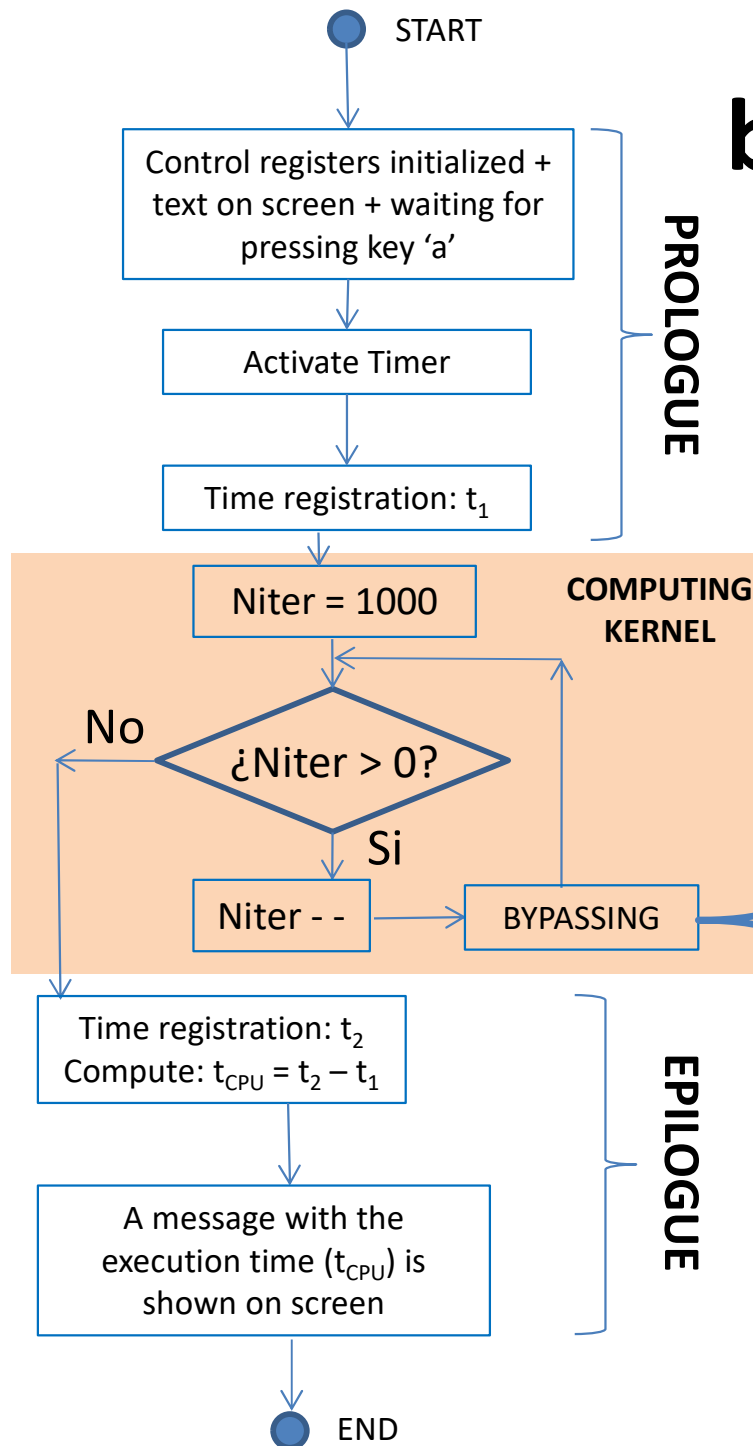 START
b
Control registers initialized +
text on screen + waiting for
pressing key ‘a’
PROLOGUE
Activate Timer
Time registration: t₁
COMPUTING
KERNEL
Niter = 1000
No
¿Niter > 0?
Si
Niter - -
BYPASSING
Time registration: t₂
Compute: tCPU = t₂ – t₁
EPILOGUE
A message with the
execution time (tCPU) is
shown on screen
END